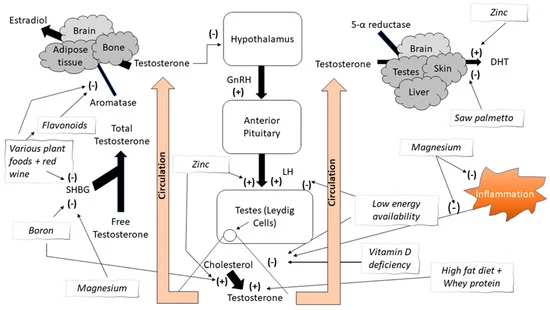 Estradiol
Brain
Adipose
tissue
Bone
Testosterone
(-)
Hypothalamus
GnRH
(+)
Anterior
Pituitary
LH
Zinc
(+)
(+)
(-)
Testes (Leydig
Cells)
Cholesterol
(+)
(-)
(+)
Testosterone
Circulation
Circulation
(-)
Aromatase
Flavonoids
Various plant
foods + red
wine
(-)
SHBG
(-)
Total
Testosterone
Free
Testosterone
Boron
Magnesium
5-α reductase
Zinc
Testosterone
Brain
Testes
Skin
Liver
(+)
DHT
(-)
Saw palmetto
Magnesium
(-)
(-)
Inflammation
Low energy
availability
Vitamin D
deficiency
High fat diet +
Whey protein